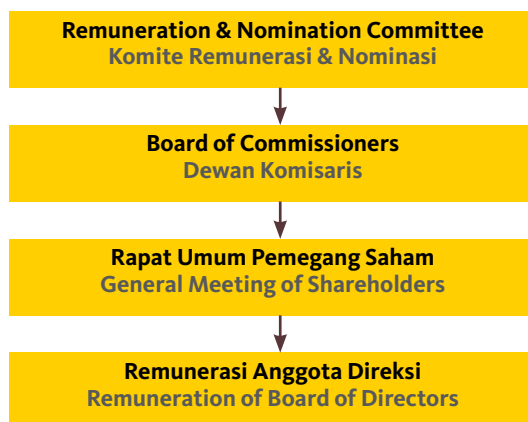 Remuneration & Nomination Committee
Komite Remunerasi & Nominasi
Board of Commissioners
Dewan Komisaris
Rapat Umum Pemegang Saham
General Meeting of Shareholders
Remunerasi Anggota Direksi
Remuneration of Board of Directors